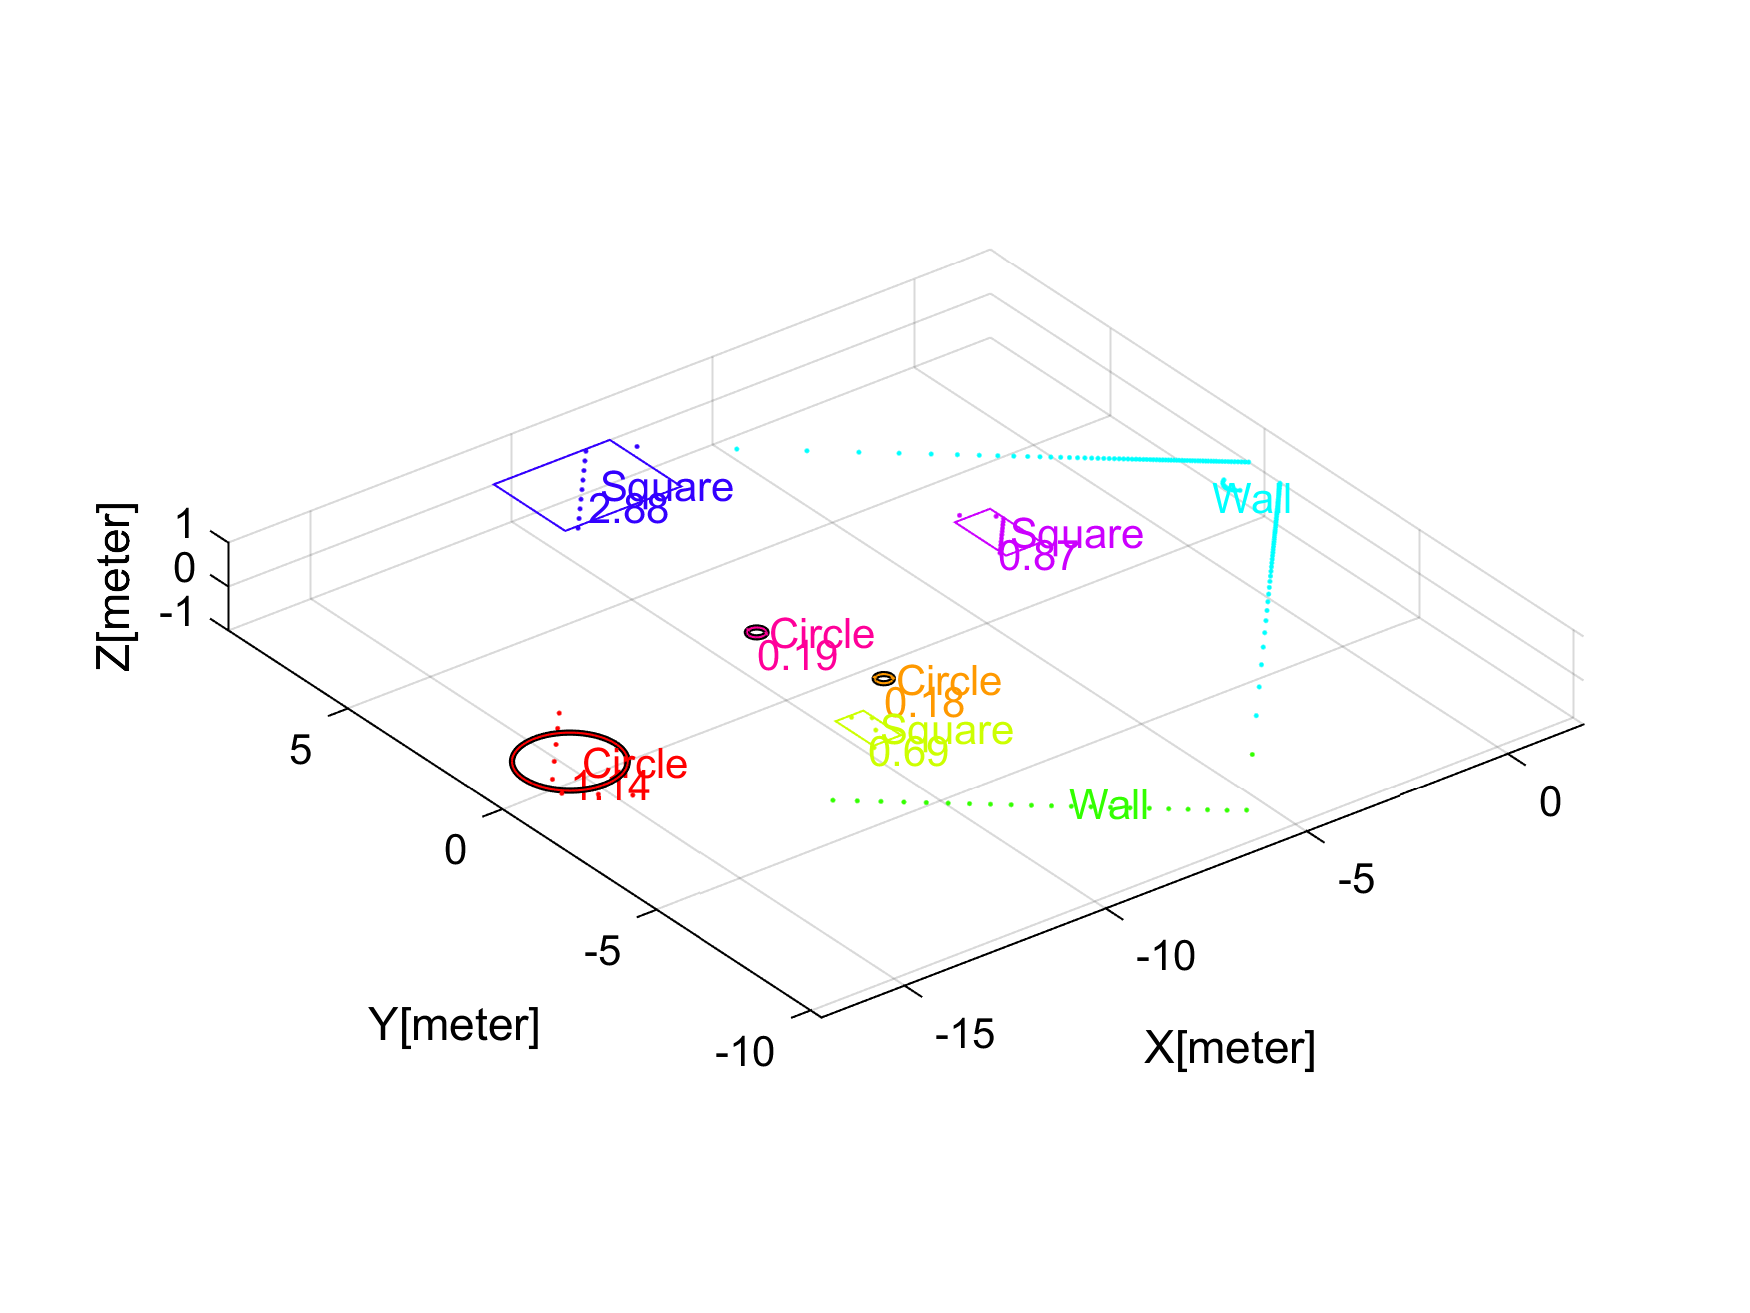 Square
2.88
Wall
Square
0.87
Circle
0.19
Circle
0.18
Square
0.69
Circle
1.14
Wall
1
0
-1
Z[meter]
5
0
-5
-10
Y[meter]
0
-5
-10
-15
X[meter]